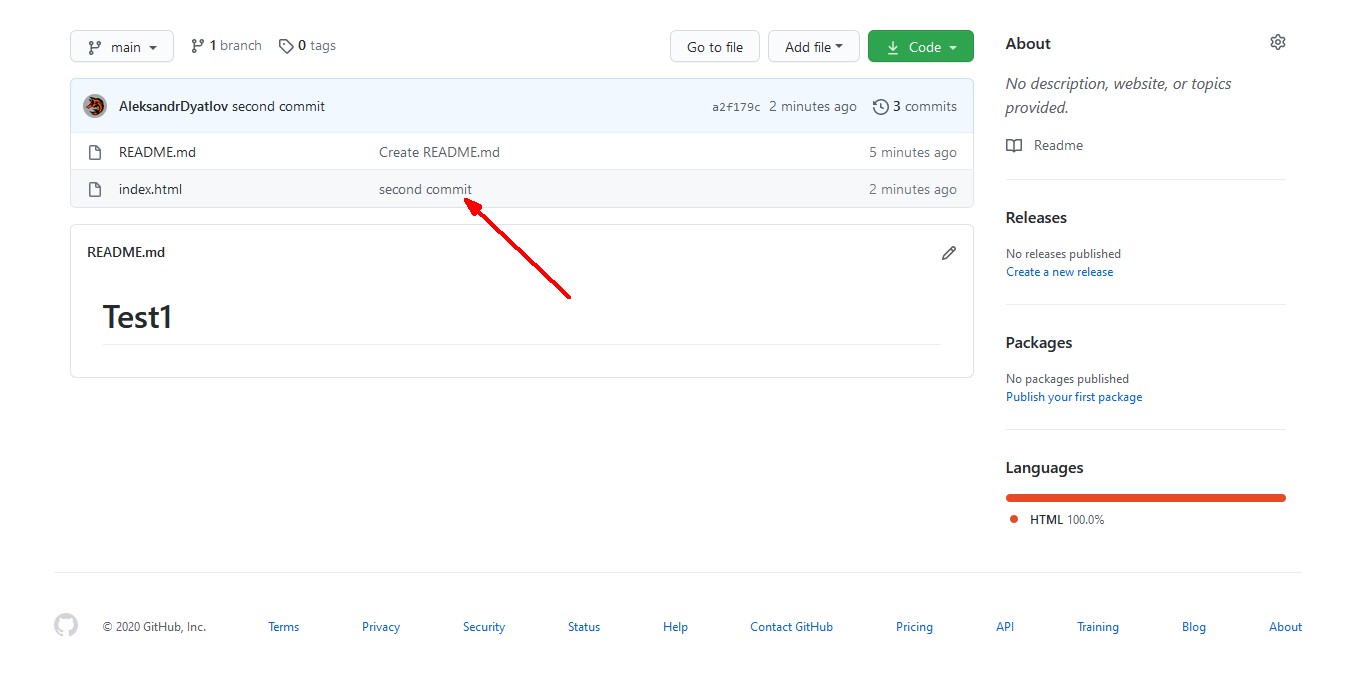 main 1 branch 0 tags Go to file Add file Code
AleksandrDyatlov second commit a2f179c 2 minutes ago 3 commits
README.md Create README.md 5 minutes ago
index.html second commit 2 minutes ago
README.md
Test1
About
No description, website, or topics
provided.
Readme
Releases
No releases published
Create a new release
Packages
No packages published
Publish your first package
Languages
HTML 100.0%
© 2020 GitHub, Inc. Terms Privacy Security Status Help Contact GitHub Pricing API Training Blog About